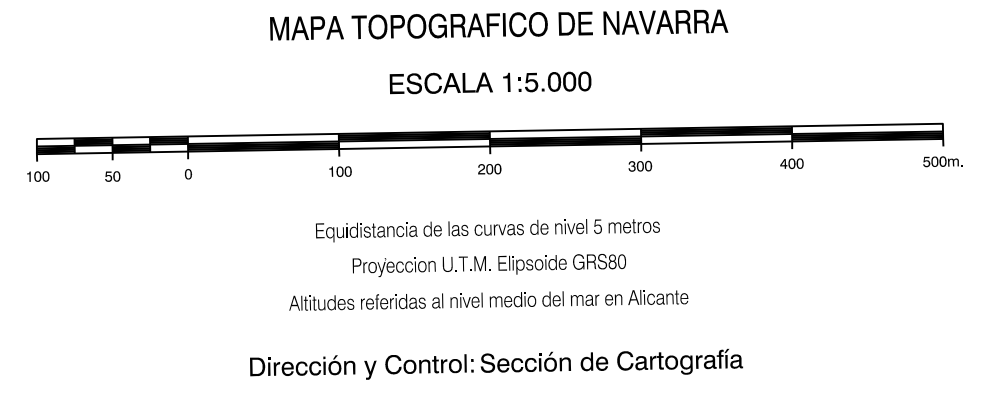 MAPA TOPOGRAFICO DE NAVARRA
ESCALA 1:5.000
100 50 0 100 200 300 400 500m.
Equidistancia de las curvas de nivel 5 metros
Proyeccion U.T.M. Elipsoide GRS80
Altitudes referidas al nivel medio del mar en Alicante
Dirección y Control: Sección de Cartografía